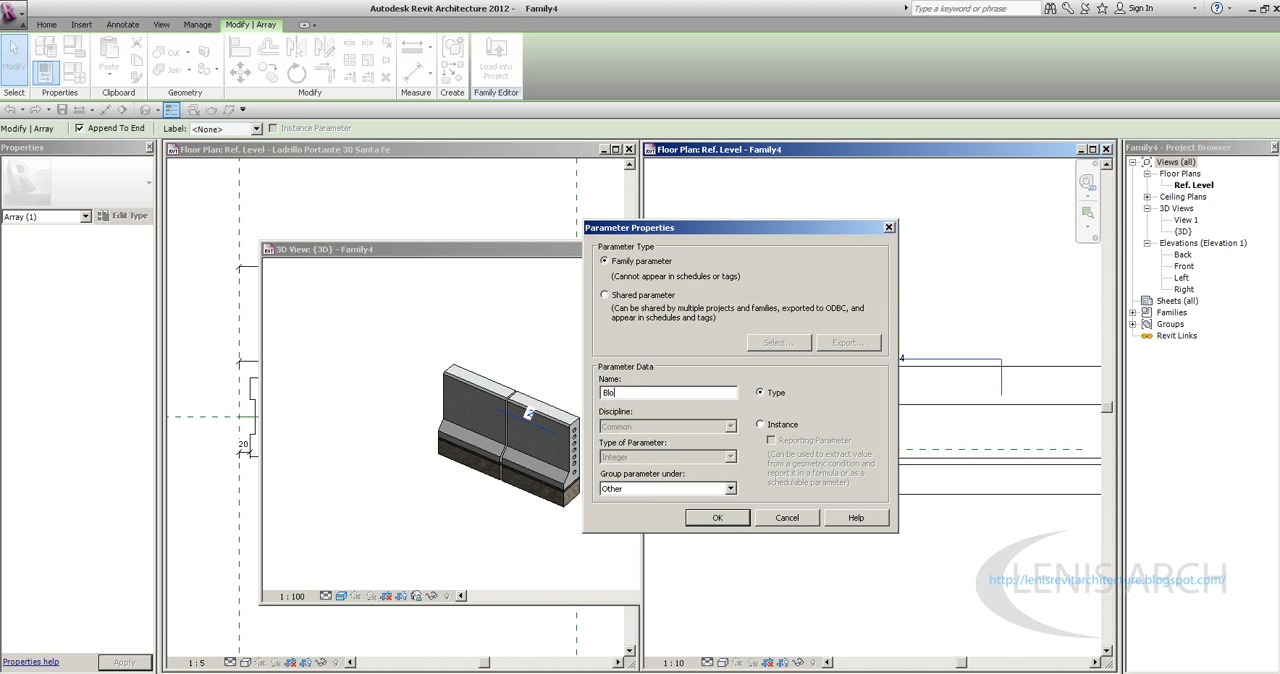 Autodesk Revit Architecture 2012 - Family4
Type a keyword or phrase
Sign In
Home
Insert
Annotate
View
Manage
Modify | Array
Modify
Paste
Cut
Join
Load into
Project
Select
Properties
Clipboard
Geometry
Modify
Measure
Create
Family Editor
Modify | Array
Append To End
Label:
<None>
Instance Parameter
Properties
Array (1)
Edit Type
Properties help
Apply
Floor Plan: Ref. Level - Ladrillo Portante 30 Santa Fe
20
1 : 5
3D View: {3D} - Family4
2
1 : 100
Floor Plan: Ref. Level - Family4
4
1 : 10
Parameter Properties
Parameter Type
Family parameter
(Cannot appear in schedules or tags)
Shared parameter
(Can be shared by multiple projects and families, exported to ODBC, and
appear in schedules and tags)
Select...
Export...
Parameter Data
Name:
Blo
Type
Discipline:
Common
Instance
Type of Parameter:
Integer
Reporting Parameter
(Can be used to extract value
from a geometric condition and
report it in a formula or as a
schedulable parameter)
Group parameter under:
Other
OK
Cancel
Help
Family4 - Project Browser
Views (all)
Floor Plans
Ref. Level
Ceiling Plans
3D Views
View 1
{3D}
Elevations (Elevation 1)
Back
Front
Left
Right
Sheets (all)
Families
Groups
Revit Links
LENIS ARCH
http://lenisrevitarchitecture.blogspot.com/